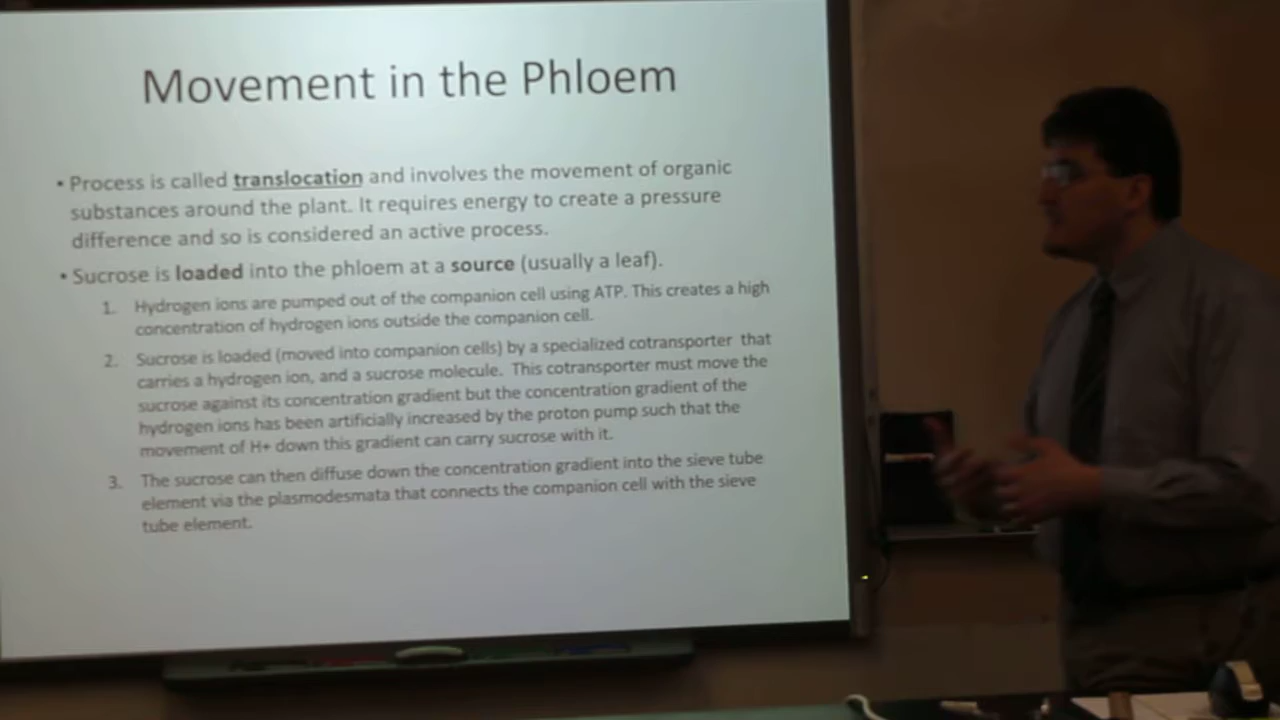 Movement in the Phloem
• Process is called translocation and involves the movement of organic
substances around the plant. It requires energy to create a pressure
difference and so is considered an active process.
• Sucrose is loaded into the phloem at a source (usually a leaf).
1. Hydrogen ions are pumped out of the companion cell using ATP. This creates a high
concentration of hydrogen ions outside the companion cell.
2. Sucrose is loaded (moved into companion cells) by a specialized cotransporter that
carries a hydrogen ion, and a sucrose molecule. This cotransporter must move the
sucrose against its concentration gradient but the concentration gradient of the
hydrogen ions has been artificially increased by the proton pump such that the
movement of H+ down this gradient can carry sucrose with it.
3. The sucrose can then diffuse down the concentration gradient into the sieve tube
element via the plasmodesmata that connects the companion cell with the sieve
tube element.